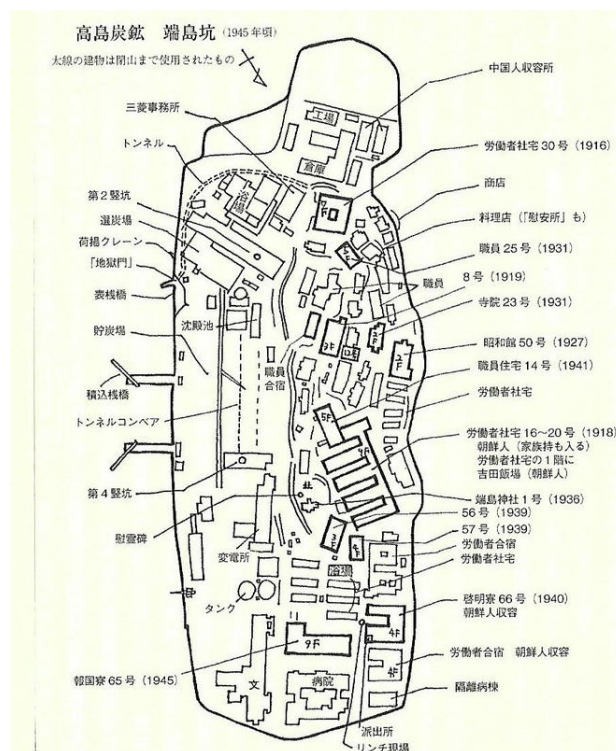 高島炭鉱 端島坑 (1945年頃)
太線の建物は閉山まで使用されたもの
三菱事務所
トンネル
第2竪坑
選炭場
荷揚クレーン
「地獄門」
表桟橋
貯炭場
積込桟橋
トンネルコンベア
第4竪坑
慰霊碑
変電所
タンク
報国寮65号 (1945)
工場
倉庫
浴場
沈殿池
職員
合宿
7F
3F
5F
9F
2F
浴場
9F
文
病院
4F
4F
中国人収容所
労働者社宅30号 (1916)
商店
料理店 (「慰安所」も)
職員25号 (1931)
職員
8号 (1919)
寺院23号 (1931)
昭和館50号 (1927)
職員住宅14号 (1941)
労働者社宅
労働者社宅16〜20号 (1918)
朝鮮人 (家族持も入る)
労働者社宅の1階に
吉田飯場 (朝鮮人)
端島神社1号 (1936)
56号 (1939)
57号 (1939)
労働者合宿
労働者社宅
啓明寮66号 (1940)
朝鮮人収容
労働者合宿 朝鮮人収容
隔離病棟
派出所
リンチ現場